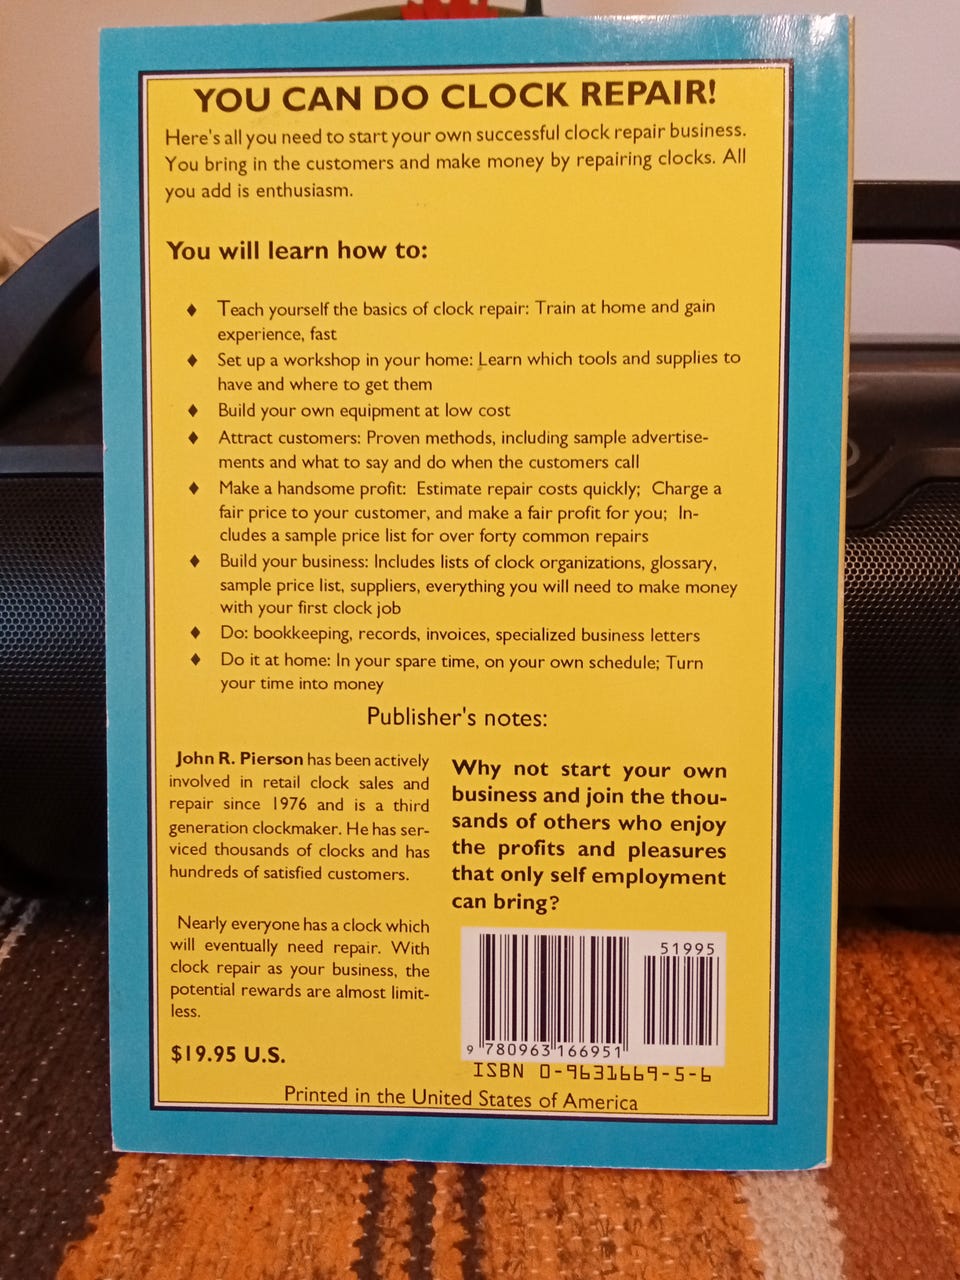 YOU CAN DO CLOCK REPAIR!
Here's all you need to start your own successful clock repair business.
You bring in the customers and make money by repairing clocks. All
you add is enthusiasm.
You will learn how to:
♦ Teach yourself the basics of clock repair: Train at home and gain
experience, fast
♦ Set up a workshop in your home: Learn which tools and supplies to
have and where to get them
♦ Build your own equipment at low cost
♦ Attract customers: Proven methods, including sample advertise-
ments and what to say and do when the customers call
♦ Make a handsome profit: Estimate repair costs quickly; Charge a
fair price to your customer, and make a fair profit for you; In-
cludes a sample price list for over forty common repairs
♦ Build your business: Includes lists of clock organizations, glossary,
sample price list, suppliers, everything you will need to make money
with your first clock job
♦ Do: bookkeeping, records, invoices, specialized business letters
♦ Do it at home: In your spare time, on your own schedule; Turn
your time into money
Publisher's notes:
John R. Pierson has been actively
involved in retail clock sales and
repair since 1976 and is a third
generation clockmaker. He has ser-
viced thousands of clocks and has
hundreds of satisfied customers.
Nearly everyone has a clock which
will eventually need repair. With
clock repair as your business, the
potential rewards are almost limit-
less.
$19.95 U.S.
Why not start your own
business and join the thou-
sands of others who enjoy
the profits and pleasures
that only self employment
can bring?
51995
9 780963 166951
ISBN 0-9631669-5-6
Printed in the United States of America